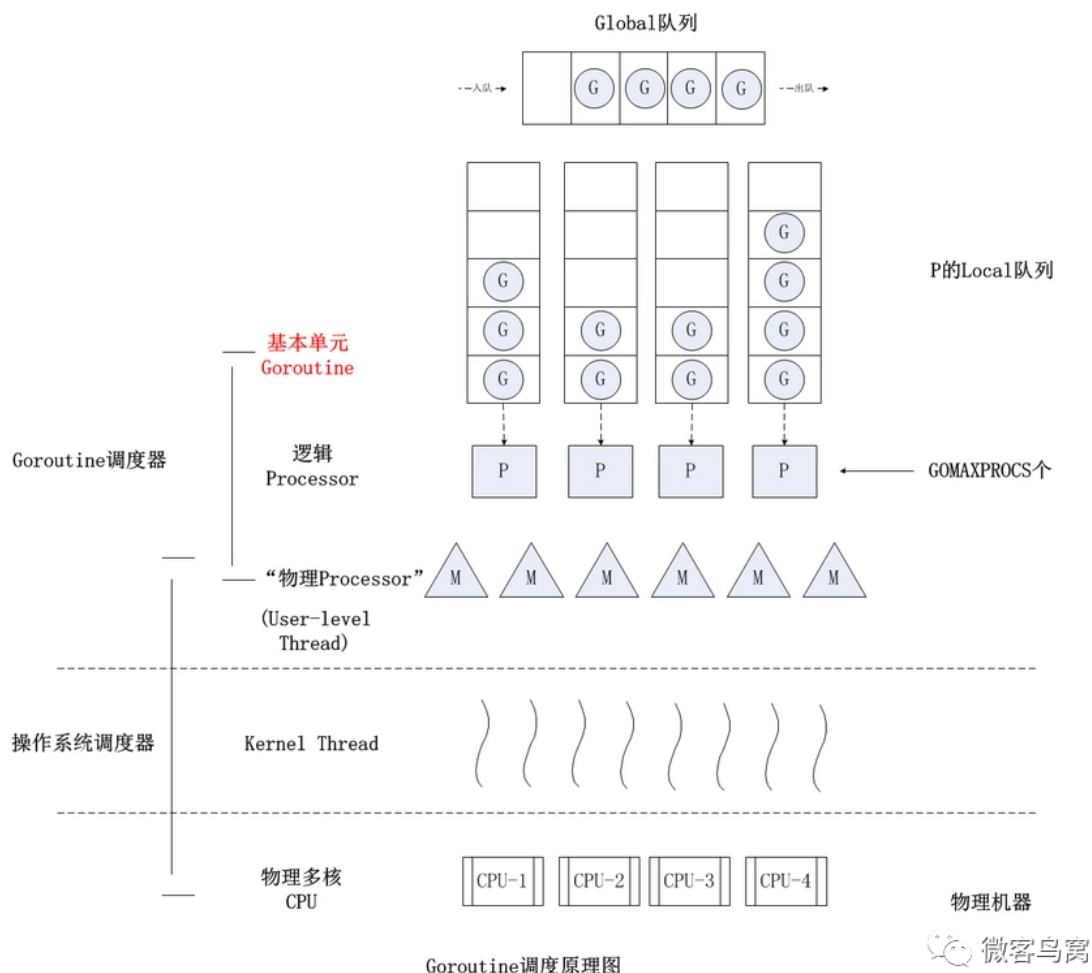 Global队列
--入队→
G
G
G
G
--出队→
G
G
P的Local队列
G
G
G
G
G
基本单元
Goroutine
G
G
G
G
Goroutine调度器
逻辑
Processor
P
P
P
P
GOMAXPROCS个
“物理Processor”
M
M
M
M
M
M
(User-level
Thread)
操作系统调度器
Kernel Thread
物理多核
CPU
CPU-1
CPU-2
CPU-3
CPU-4
物理机器
微客鸟窝
Goroutine调度原理图